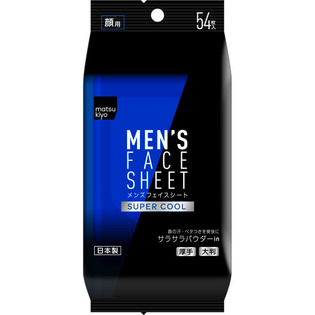 顔用
54枚入
matsu
kiyo
MEN'S
FACE
SHEET
メンズフェイスシート
SUPER COOL
顔の汗・ベタつきを爽快に
サラサラパウダーin
日本製
厚手 大判